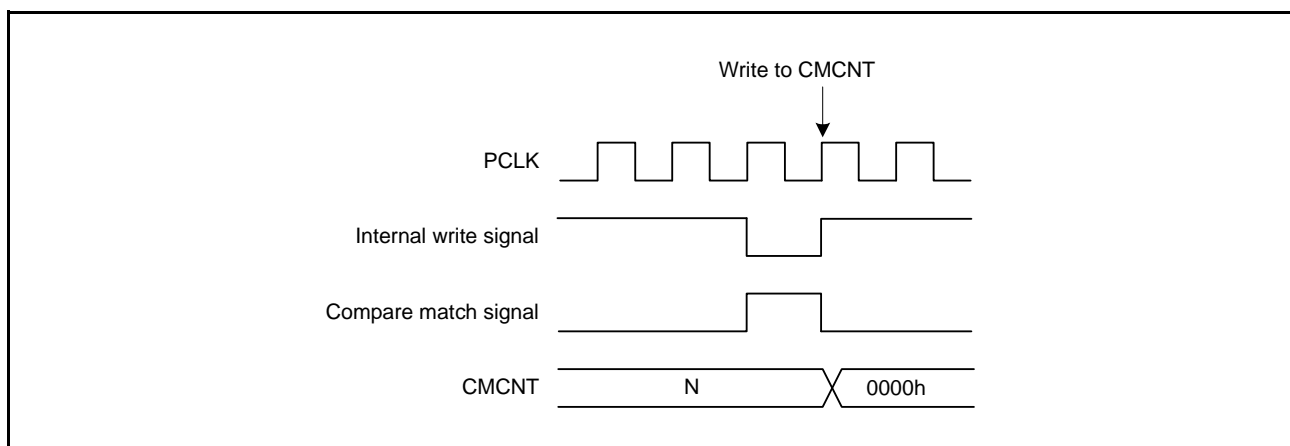 Write to CMCNT
PCLK
Internal write signal
Compare match signal
CMCNT N 0000h